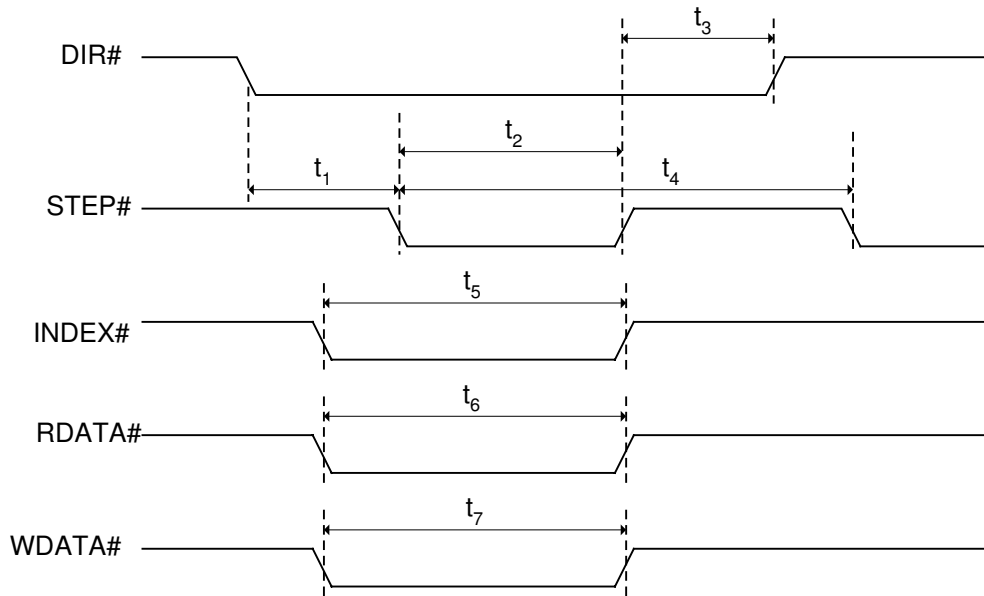 t₃
DIR#
t₂
t₁ t₄
STEP#
t₅
INDEX#
t₆
RDATA#
t₇
WDATA#